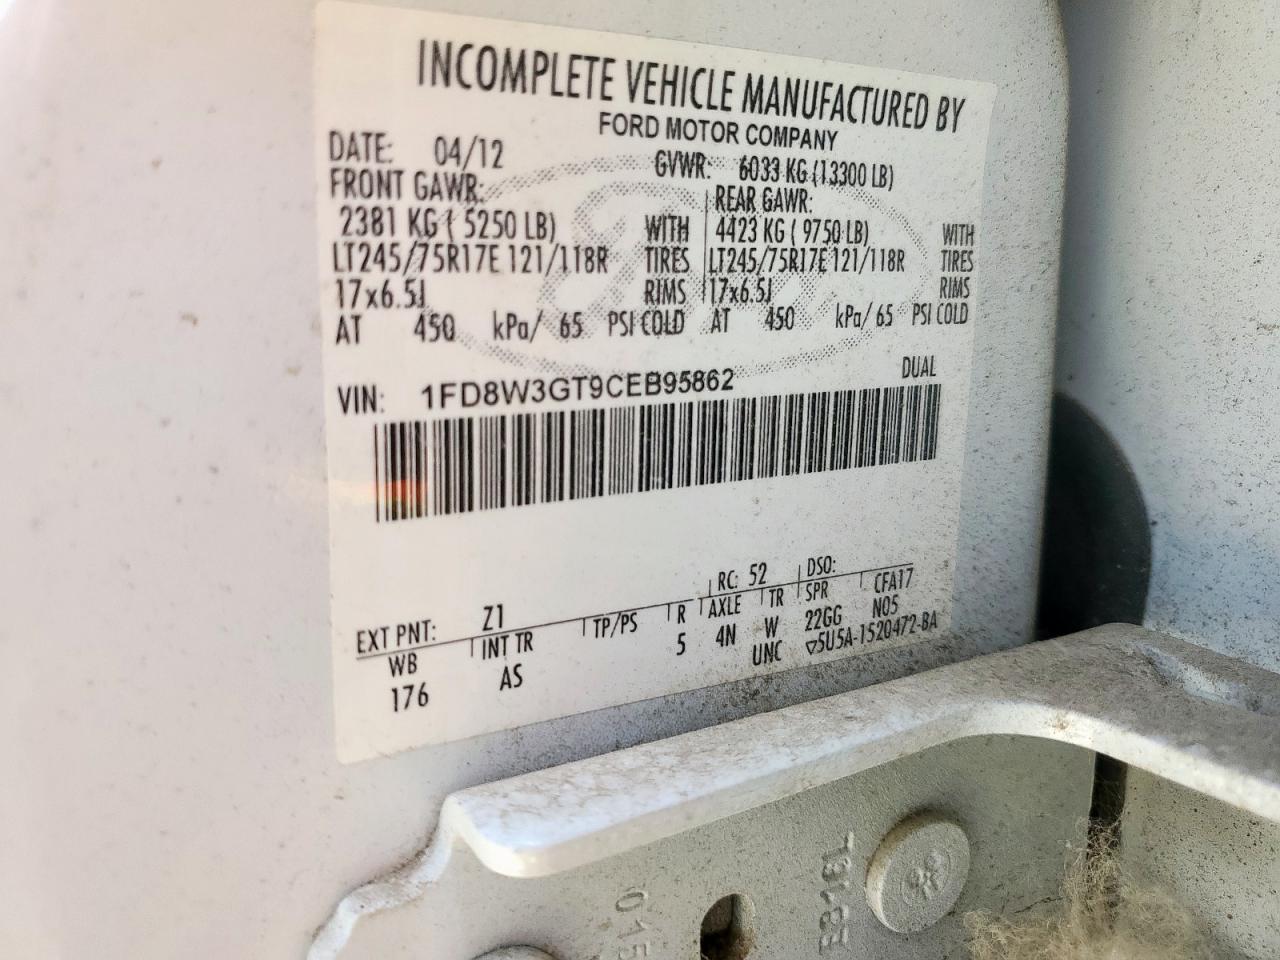 INCOMPLETE VEHICLE MANUFACTURED BY
FORD MOTOR COMPANY
DATE: 04/12 GVWR: 6033 KG (13300 LB)
FRONT GAWR: REAR GAWR:
2381 KG ( 5250 LB) WITH 4423 KG ( 9750 LB) WITH
LT245/75R17E 121/118R TIRES LT245/75R17E 121/118R TIRES
17x6.5J RIMS 17x6.5J RIMS
AT 450 kPa/ 65 PSI COLD AT 450 kPa/ 65 PSI COLD
DUAL
VIN: 1FD8W3GT9CEB95862
EXT PNT: Z1 RC: 52 DSO:
WB INT TR TP/PS R AXLE TR SPR CFA17
176 AS 5 4N W 22GG N05
UNC ▽5U5A-1520472-BA